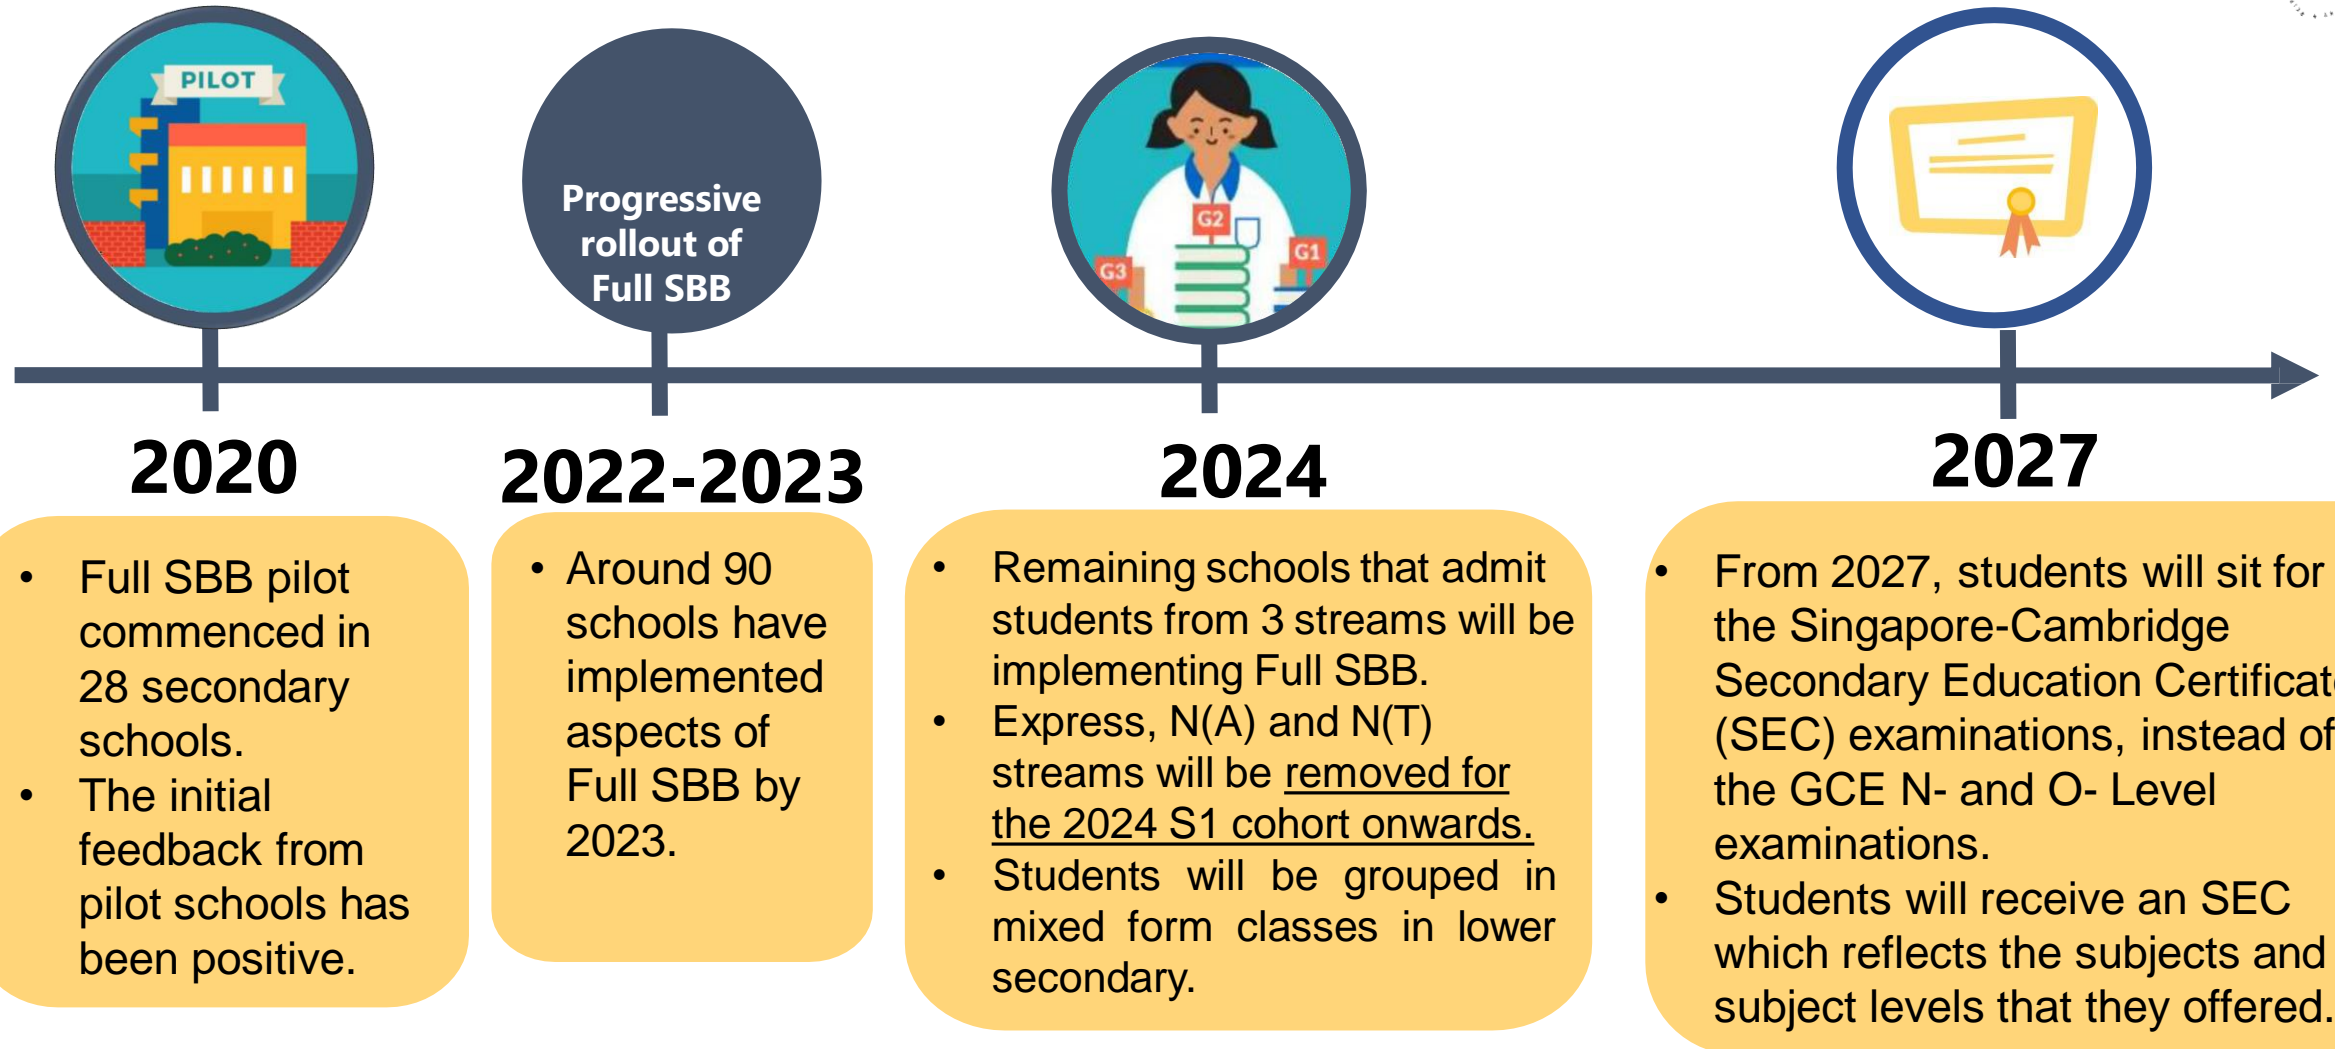 PILOT
Progressive
rollout of
Full SBB
G2
G1
G3
2020
2022-2023
2024
2027
• Full SBB pilot
commenced in
28 secondary
schools.
• The initial
feedback from
pilot schools has
been positive.
• Around 90
schools have
implemented
aspects of
Full SBB by
2023.
• Remaining schools that admit
students from 3 streams will be
implementing Full SBB.
• Express, N(A) and N(T)
streams will be removed for
the 2024 S1 cohort onwards.
• Students will be grouped in
mixed form classes in lower
secondary.
• From 2027, students will sit for
the Singapore-Cambridge
Secondary Education Certificate
(SEC) examinations, instead of
the GCE N- and O- Level
examinations.
• Students will receive an SEC
which reflects the subjects and
subject levels that they offered.